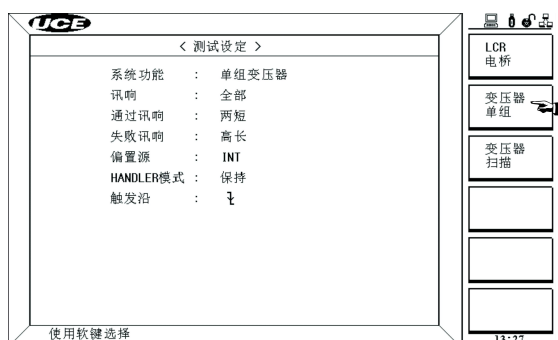 UCE
< 测试设定 >
系统功能 : 单组变压器
讯响 : 全部
通过讯响 : 两短
失败讯响 : 高长
偏置源 : INT
HANDLER模式 : 保持
触发沿 :
使用软键选择
LCR
电桥
变压器
单组
变压器
扫描
13:27